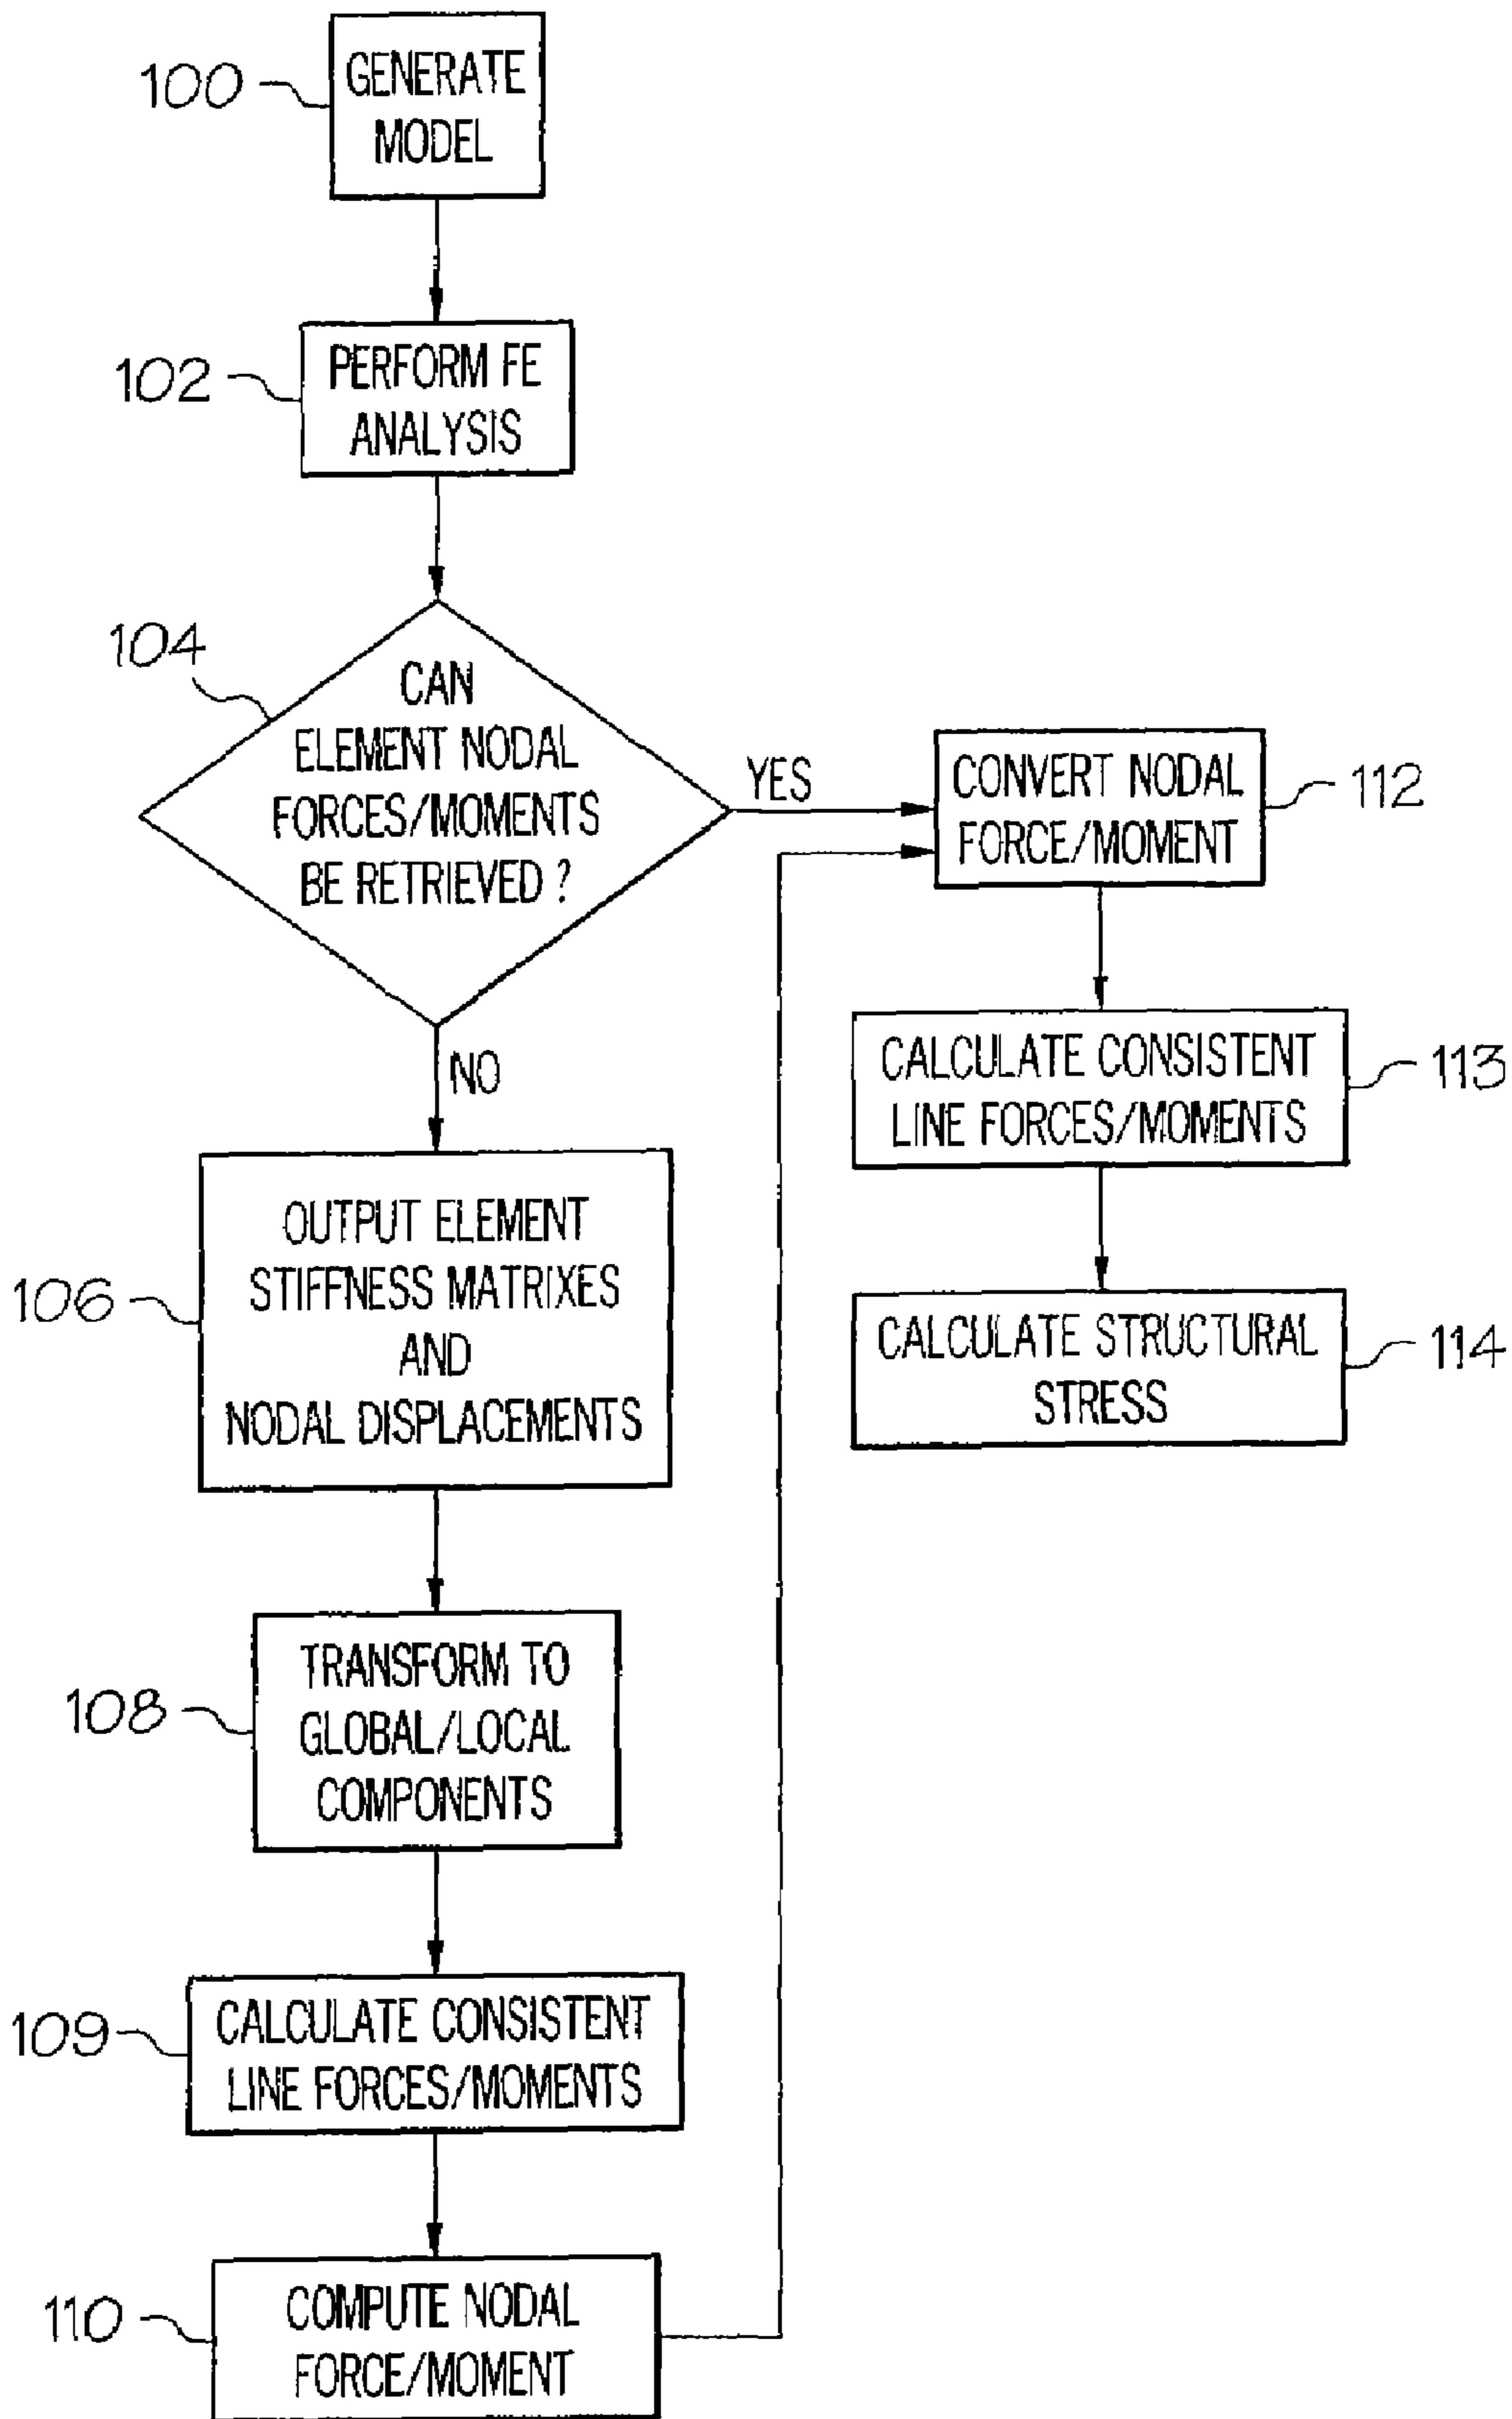 100
GENERATE
MODEL
102
PERFORM FE
ANALYSIS
104
CAN
ELEMENT NODAL
FORCES/MOMENTS
BE RETRIEVED ?
YES
NO
CONVERT NODAL
FORCE/MOMENT
112
CALCULATE CONSISTENT
LINE FORCES/MOMENTS
113
CALCULATE STRUCTURAL
STRESS
114
106
OUTPUT ELEMENT
STIFFNESS MATRIXES
AND
NODAL DISPLACEMENTS
108
TRANSFORM TO
GLOBAL/LOCAL
COMPONENTS
109
CALCULATE CONSISTENT
LINE FORCES/MOMENTS
110
COMPUTE NODAL
FORCE/MOMENT